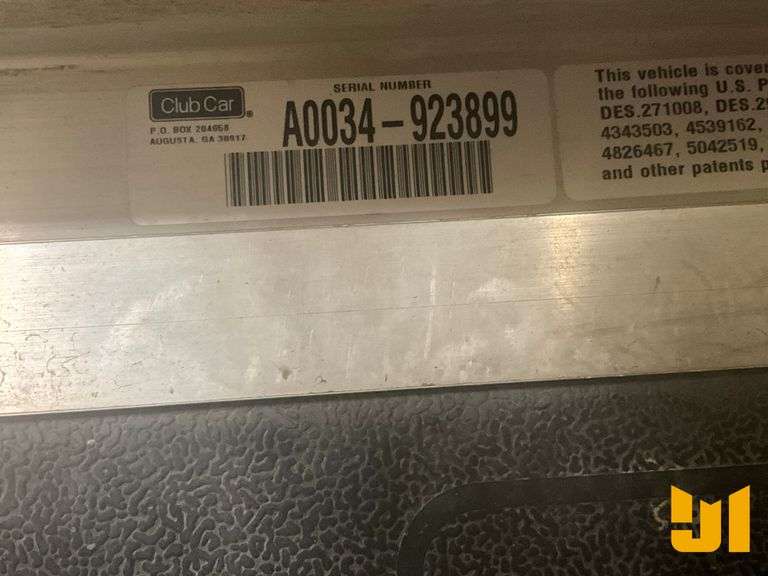 Club Car®
P.O. BOX 204658
AUGUSTA, GA 30917
SERIAL NUMBER
A0034-923899
This vehicle is cove
the following U.S. P
DES.271008, DES.2
4343503, 4539162,
4826467, 5042519,
and other patents p